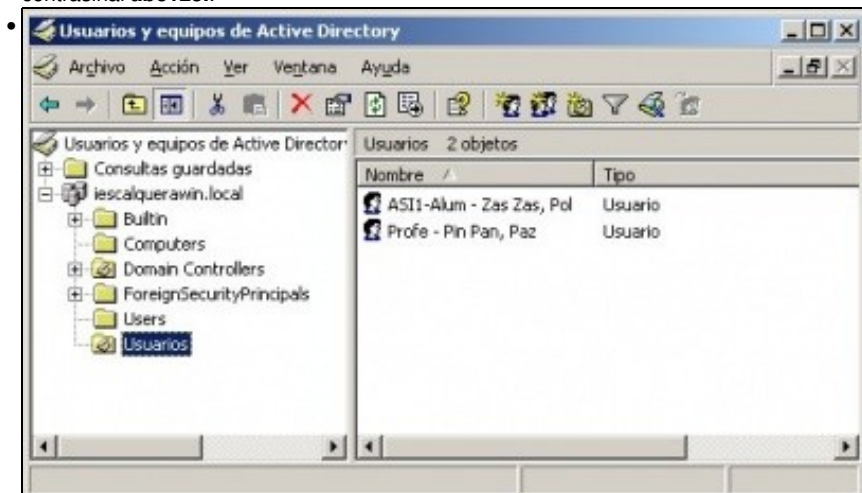 Usuarios y equipos de Active Directory
Archivo Acción Ver Ventana Ayuda
Usuarios y equipos de Active Director
Usuarios 2 objetos
Consultas guardadas
iescalquerawin.local
Builtin
Computers
Domain Controllers
ForeignSecurityPrincipals
Users
Usuarios
Nombre Tipo
ASI1-Alum - Zas Zas, Pol Usuario
Profe - Pin Pan, Paz Usuario